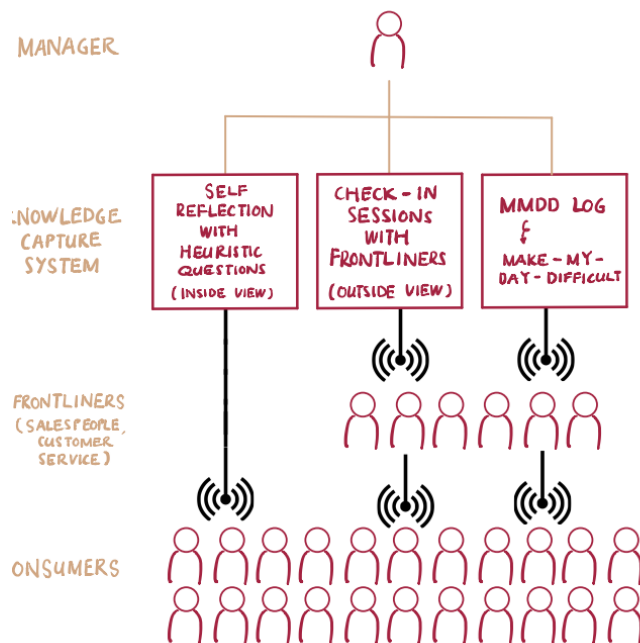 MANAGER
SELF
REFLECTION
WITH
HEURISTIC
QUESTIONS
(INSIDE VIEW)
CHECK-IN
SESSIONS
WITH
FRONTLINERS
(OUTSIDE VIEW)
MMDD LOG
MAKE-MY-
DAY-DIFFICULT
NOWLEDGE
CAPTURE
SYSTEM
FRONTLINERS
(SALESPEOPLE,
CUSTOMER
SERVICE)
ONSUMERS